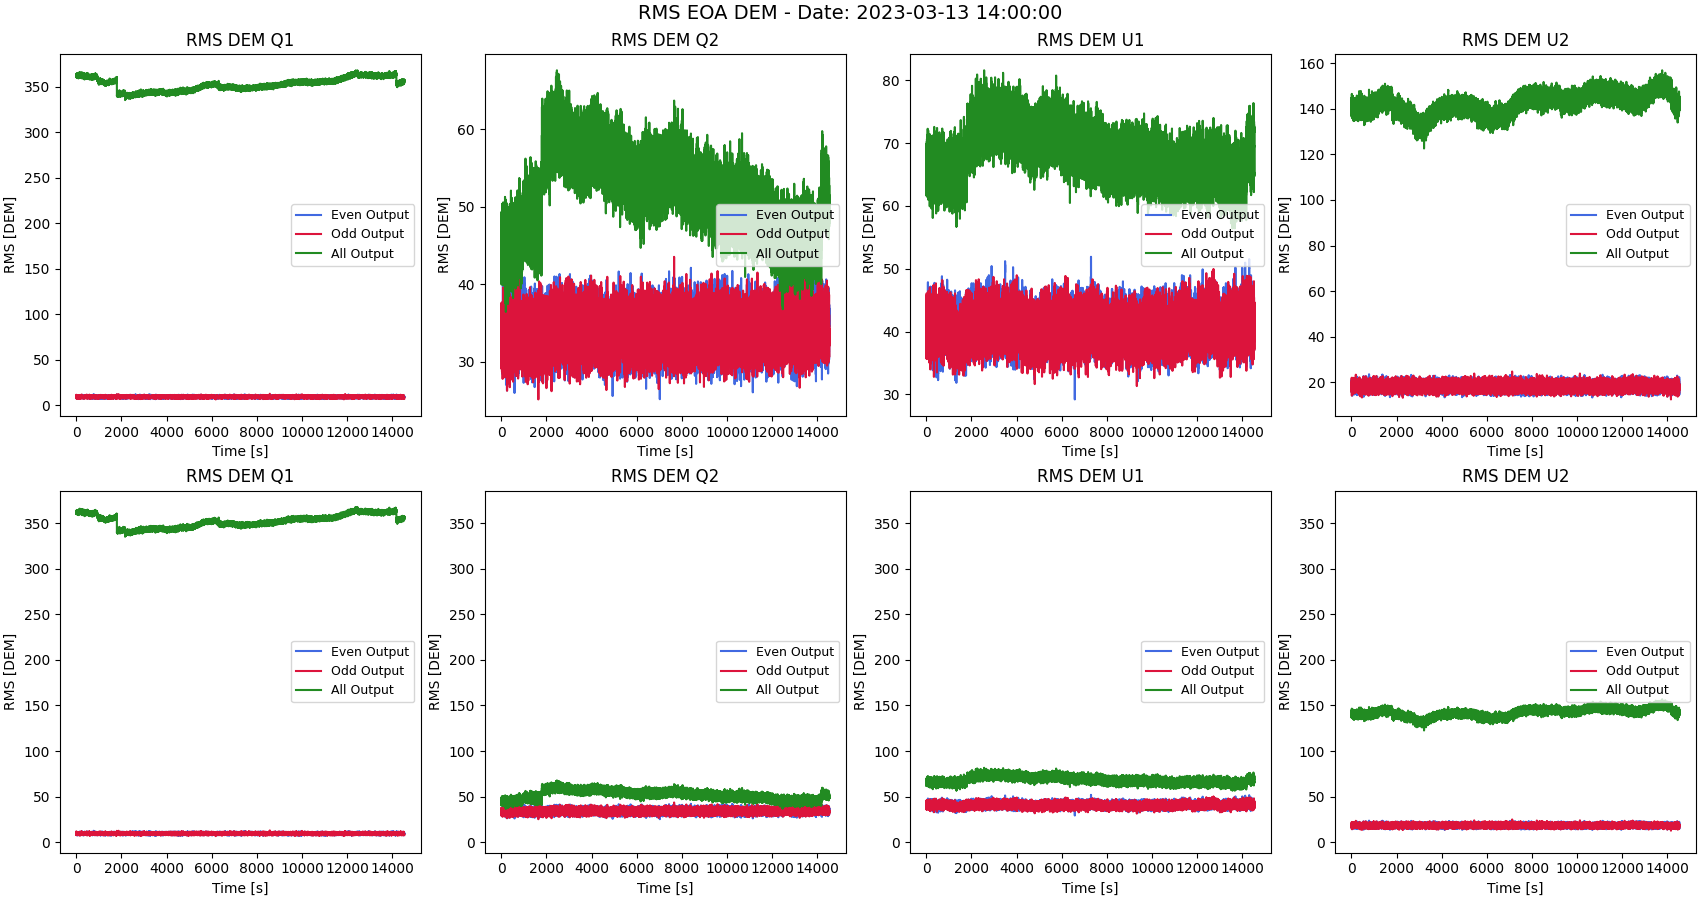 RMS EOA DEM - Date: 2023-03-13 14:00:00
RMS DEM Q1
RMS [DEM]
350
300
250
200
150
100
50
0
0 2000 4000 6000 8000 10000 12000 14000
Time [s]
Even Output
Odd Output
All Output
RMS DEM Q2
RMS [DEM]
60
50
40
30
0 2000 4000 6000 8000 10000 12000 14000
Time [s]
Even Output
Odd Output
All Output
RMS DEM U1
RMS [DEM]
80
70
60
50
40
30
0 2000 4000 6000 8000 10000 12000 14000
Time [s]
Even Output
Odd Output
All Output
RMS DEM U2
RMS [DEM]
160
140
120
100
80
60
40
20
0 2000 4000 6000 8000 10000 12000 14000
Time [s]
Even Output
Odd Output
All Output
RMS DEM Q1
RMS [DEM]
350
300
250
200
150
100
50
0
0 2000 4000 6000 8000 10000 12000 14000
Time [s]
Even Output
Odd Output
All Output
RMS DEM Q2
RMS [DEM]
350
300
250
200
150
100
50
0
0 2000 4000 6000 8000 10000 12000 14000
Time [s]
Even Output
Odd Output
All Output
RMS DEM U1
RMS [DEM]
350
300
250
200
150
100
50
0
0 2000 4000 6000 8000 10000 12000 14000
Time [s]
Even Output
Odd Output
All Output
RMS DEM U2
RMS [DEM]
350
300
250
200
150
100
50
0
0 2000 4000 6000 8000 10000 12000 14000
Time [s]
Even Output
Odd Output
All Output